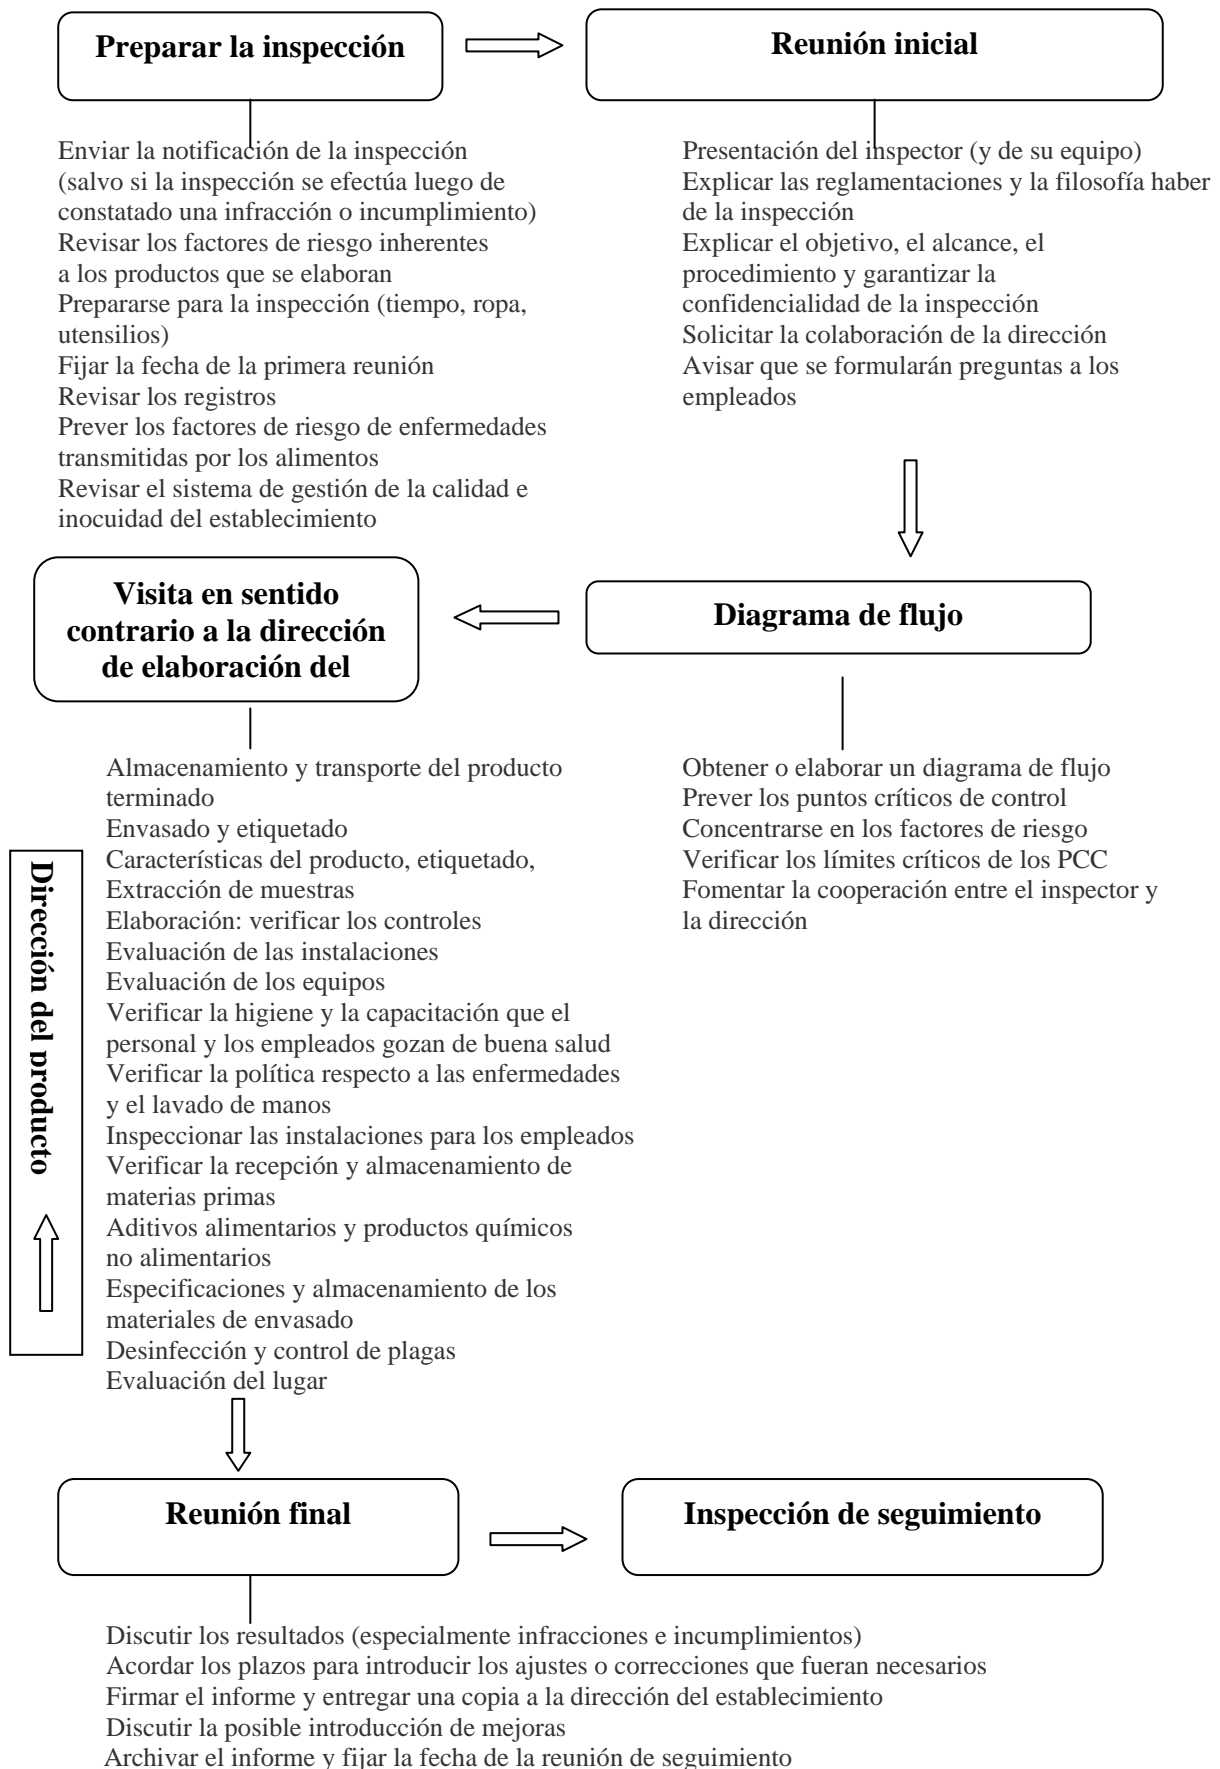 Preparar la inspección
Reunión inicial
Enviar la notificación de la inspección
(salvo si la inspección se efectúa luego de
constatado una infracción o incumplimiento)
Revisar los factores de riesgo inherentes
a los productos que se elaboran
Prepararse para la inspección (tiempo, ropa,
utensilios)
Fijar la fecha de la primera reunión
Revisar los registros
Prever los factores de riesgo de enfermedades
transmitidas por los alimentos
Revisar el sistema de gestión de la calidad e
inocuidad del establecimiento
Presentación del inspector (y de su equipo)
Explicar las reglamentaciones y la filosofía haber
de la inspección
Explicar el objetivo, el alcance, el
procedimiento y garantizar la
confidencialidad de la inspección
Solicitar la colaboración de la dirección
Avisar que se formularán preguntas a los
empleados
Diagrama de flujo
Obtener o elaborar un diagrama de flujo
Prever los puntos críticos de control
Concentrarse en los factores de riesgo
Verificar los límites críticos de los PCC
Fomentar la cooperación entre el inspector y
la dirección
Visita en sentido
contrario a la dirección
de elaboración del
Dirección del producto
Almacenamiento y transporte del producto
terminado
Envasado y etiquetado
Características del producto, etiquetado,
Extracción de muestras
Elaboración: verificar los controles
Evaluación de las instalaciones
Evaluación de los equipos
Verificar la higiene y la capacitación que el
personal y los empleados gozan de buena salud
Verificar la política respecto a las enfermedades
y el lavado de manos
Inspeccionar las instalaciones para los empleados
Verificar la recepción y almacenamiento de
materias primas
Aditivos alimentarios y productos químicos
no alimentarios
Especificaciones y almacenamiento de los
materiales de envasado
Desinfección y control de plagas
Evaluación del lugar
Reunión final
Inspección de seguimiento
Discutir los resultados (especialmente infracciones e incumplimientos)
Acordar los plazos para introducir los ajustes o correcciones que fueran necesarios
Firmar el informe y entregar una copia a la dirección del establecimiento
Discutir la posible introducción de mejoras
Archivar el informe y fijar la fecha de la reunión de seguimiento